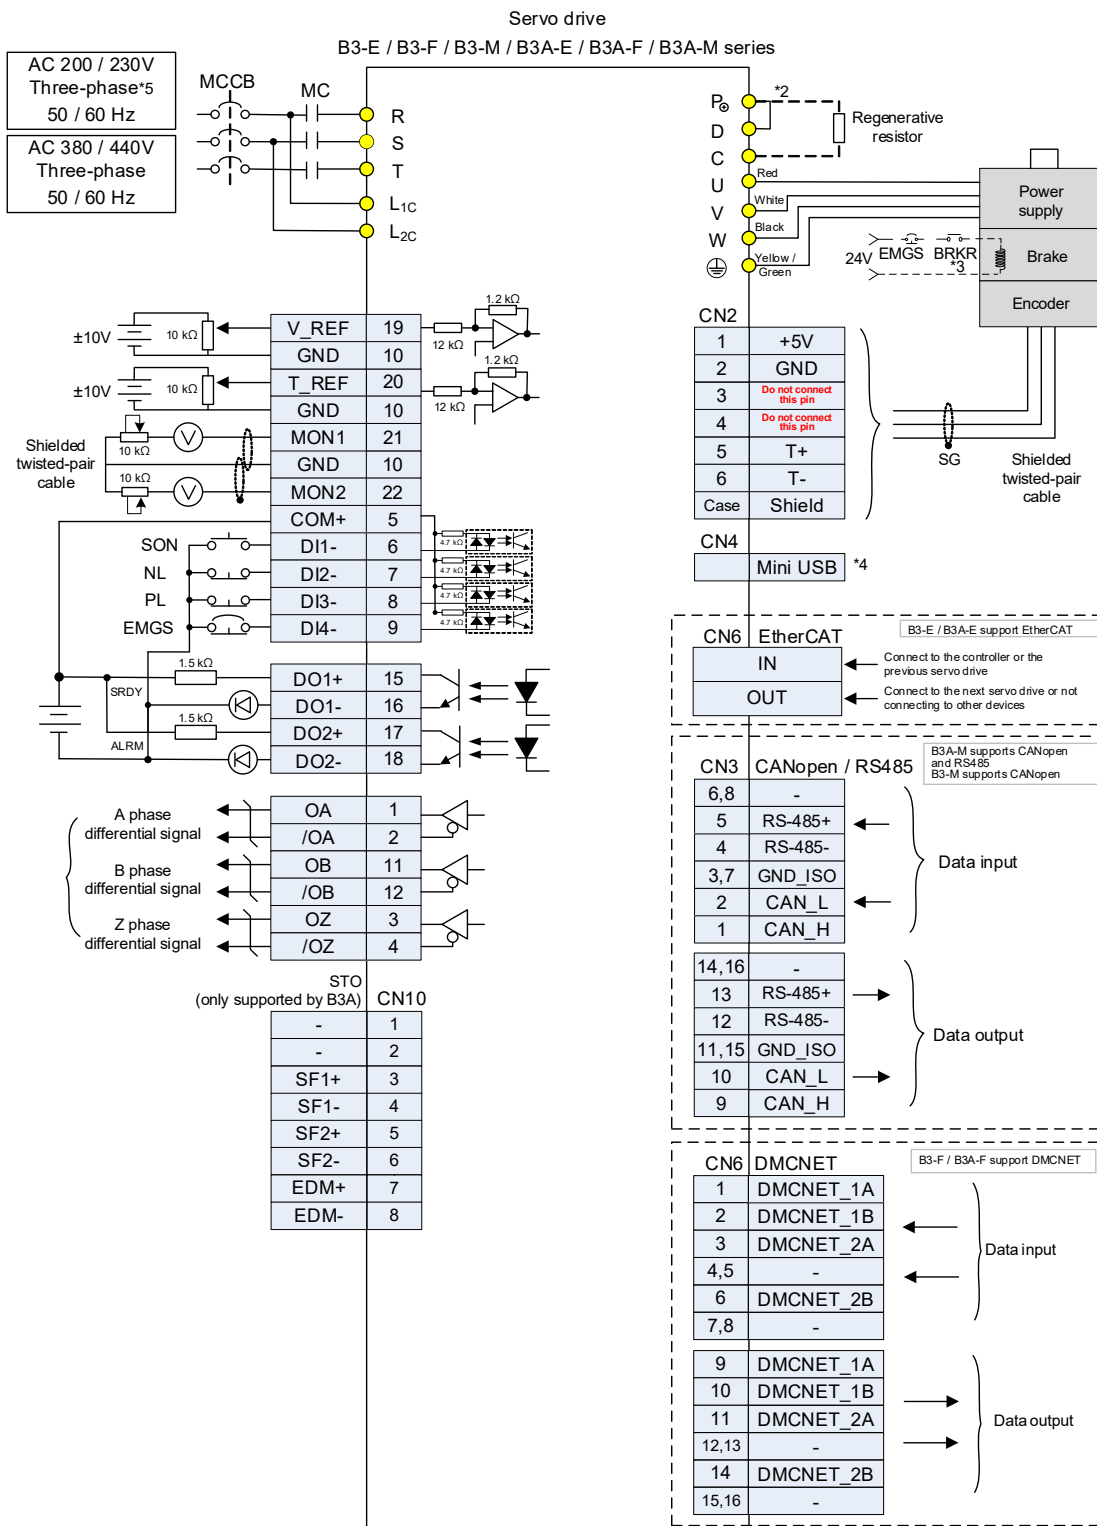 Servo drive
B3-E / B3-F / B3-M / B3A-E / B3A-F / B3A-M series
AC 200 / 230V
Three-phase*5
50 / 60 Hz
AC 380 / 440V
Three-phase
50 / 60 Hz
MCCB
MC
R
S
T
L1C
L2C
P⊕
D
C
U
V
W
*2
Regenerative
resistor
Red
White
Black
Yellow /
Green
Power
supply
24V
EMGS
BRKR
*3
Brake
Encoder
±10V
10 kΩ
V_REF 19
GND 10
1.2 kΩ
12 kΩ
±10V
10 kΩ
T_REF 20
GND 10
1.2 kΩ
12 kΩ
Shielded
twisted-pair
cable
10 kΩ
V
10 kΩ
V
MON1 21
GND 10
MON2 22
COM+ 5
SON DI1- 6
NL DI2- 7
PL DI3- 8
EMGS DI4- 9
4.7 kΩ
4.7 kΩ
4.7 kΩ
4.7 kΩ
1.5 kΩ
SRDY
1.5 kΩ
ALRM
DO1+ 15
DO1- 16
DO2+ 17
DO2- 18
A phase
differential signal
B phase
differential signal
Z phase
differential signal
OA 1
/OA 2
OB 11
/OB 12
OZ 3
/OZ 4
STO
(only supported by B3A)
CN10
- 1
- 2
SF1+ 3
SF1- 4
SF2+ 5
SF2- 6
EDM+ 7
EDM- 8
CN2
1 +5V
2 GND
3 Do not connect
this pin
4 Do not connect
this pin
5 T+
6 T-
Case Shield
SG
Shielded
twisted-pair
cable
CN4
Mini USB *4
CN6 EtherCAT
B3-E / B3A-E support EtherCAT
IN
Connect to the controller or the
previous servo drive
OUT
Connect to the next servo drive or not
connecting to other devices
CN3 CANopen / RS485
B3A-M supports CANopen
and RS485
B3-M supports CANopen
6,8 -
5 RS-485+
4 RS-485-
3,7 GND_ISO
2 CAN_L
1 CAN_H
Data input
14,16 -
13 RS-485+
12 RS-485-
11,15 GND_ISO
10 CAN_L
9 CAN_H
Data output
CN6 DMCNET
B3-F / B3A-F support DMCNET
1 DMCNET_1A
2 DMCNET_1B
3 DMCNET_2A
4,5 -
6 DMCNET_2B
7,8 -
Data input
9 DMCNET_1A
10 DMCNET_1B
11 DMCNET_2A
12,13 -
14 DMCNET_2B
15,16 -
Data output